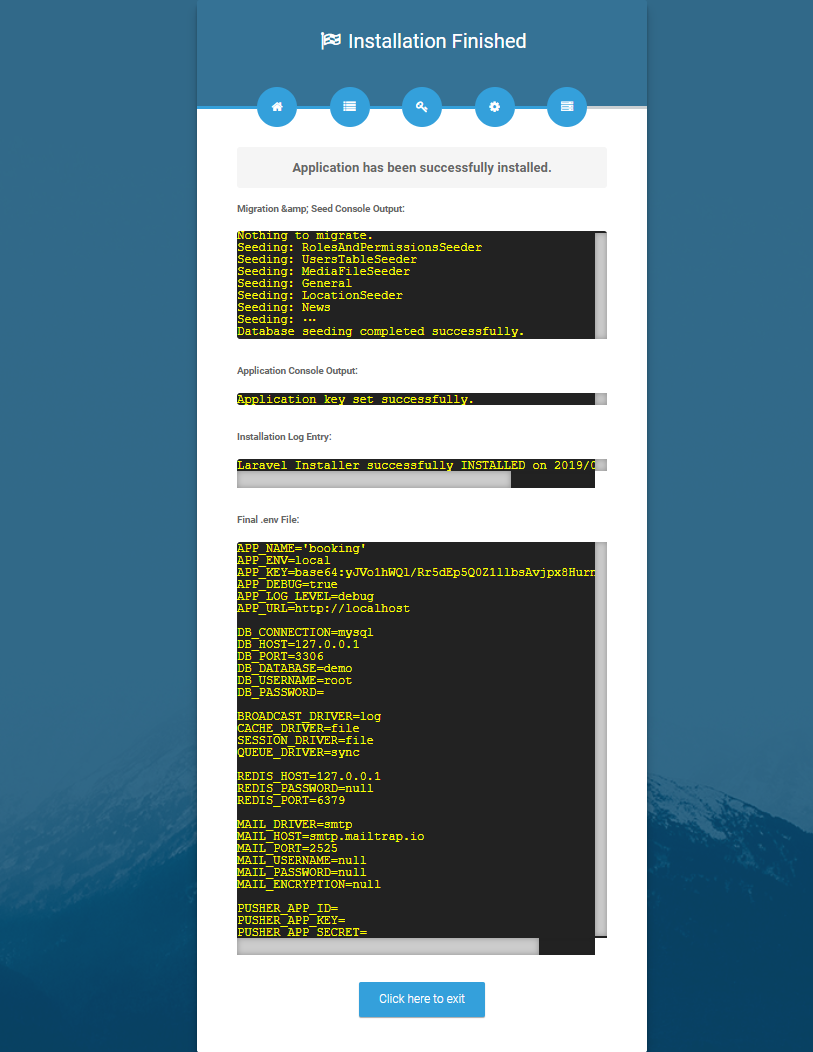 Installation Finished
Application has been successfully installed.
Migration &amp; Seed Console Output:
Nothing to migrate.
Seeding: RolesAndPermissionsSeeder
Seeding: UsersTableSeeder
Seeding: MediaFileSeeder
Seeding: General
Seeding: LocationSeeder
Seeding: News
Seeding: ...
Database seeding completed successfully.
Application Console Output:
Application key set successfully.
Installation Log Entry:
Laravel Installer successfully INSTALLED on 2019/0
Final .env File:
APP_NAME='booking'
APP_ENV=local
APP_KEY=base64:yJVo1hWQl/Rr5dEp5Q0Z1llbsAvjpx8Hurn
APP_DEBUG=true
APP_LOG_LEVEL=debug
APP_URL=http://localhost
DB_CONNECTION=mysql
DB_HOST=127.0.0.1
DB_PORT=3306
DB_DATABASE=demo
DB_USERNAME=root
DB_PASSWORD=
BROADCAST_DRIVER=log
CACHE_DRIVER=file
SESSION_DRIVER=file
QUEUE_DRIVER=sync
REDIS_HOST=127.0.0.1
REDIS_PASSWORD=null
REDIS_PORT=6379
MAIL_DRIVER=smtp
MAIL_HOST=smtp.mailtrap.io
MAIL_PORT=2525
MAIL_USERNAME=null
MAIL_PASSWORD=null
MAIL_ENCRYPTION=null
PUSHER_APP_ID=
PUSHER_APP_KEY=
PUSHER_APP_SECRET=
Click here to exit